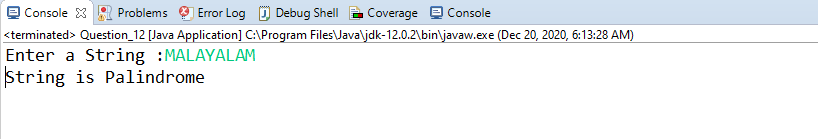 Console Problems Error Log Debug Shell Coverage Console
<terminated> Question_12 [Java Application] C:\Program Files\Java\jdk-12.0.2\bin\javaw.exe (Dec 20, 2020, 6:13:28 AM)
Enter a String :MALAYALAM
String is Palindrome